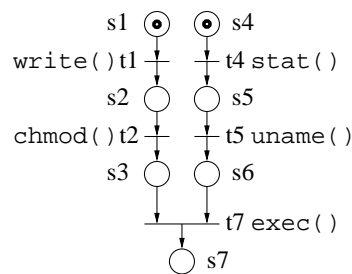 s1 s4
write() t1 t4 stat()
s2 s5
chmod() t2 t5 uname()
s3 s6
t7 exec()
s7